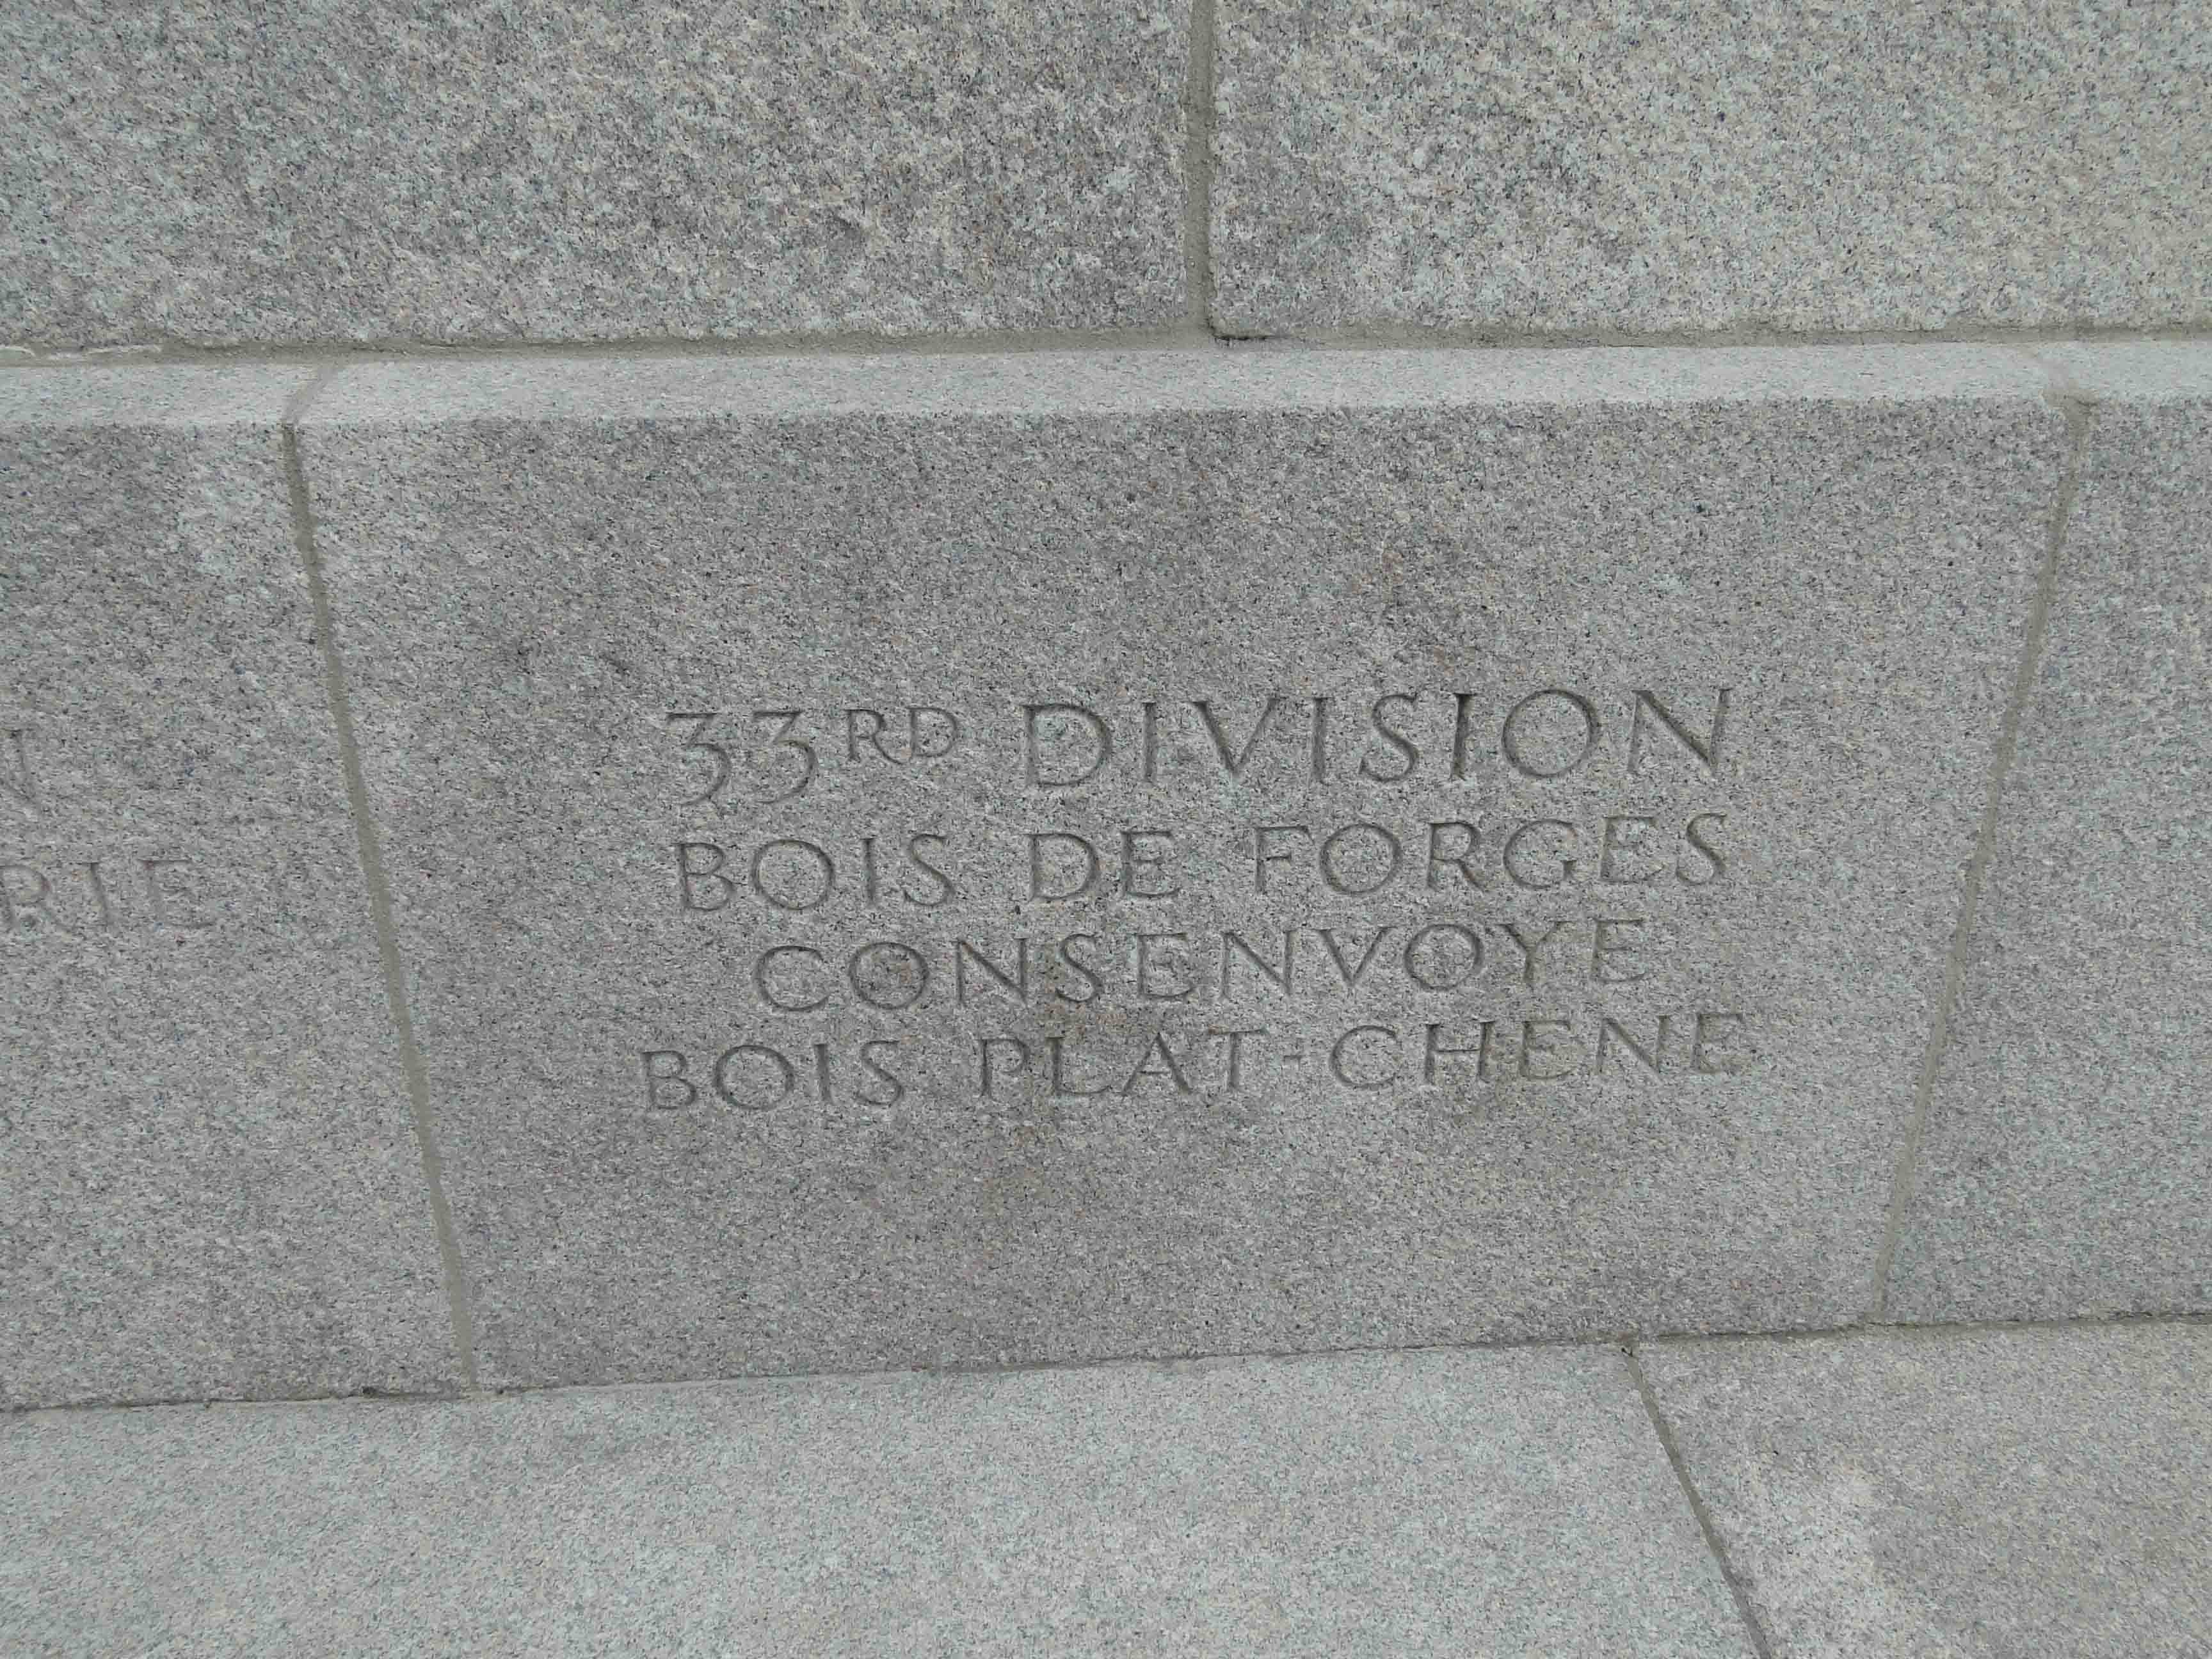 33RD DIVISION
BOIS DE FORGES
CONSENVOYE
BOIS PLAT-CHENE